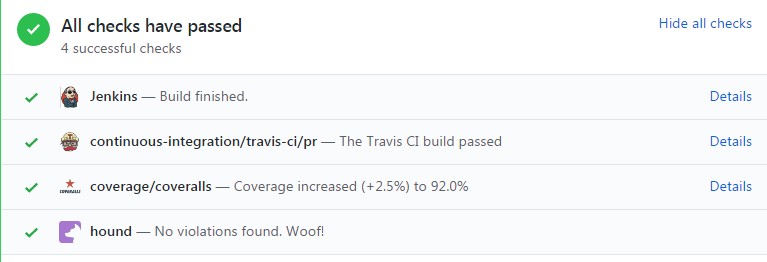 All checks have passed
Hide all checks
4 successful checks
Jenkins — Build finished.
Details
continuous-integration/travis-ci/pr — The Travis CI build passed
Details
COVERALLS
coverage/coveralls — Coverage increased (+2.5%) to 92.0%
Details
hound — No violations found. Woof!